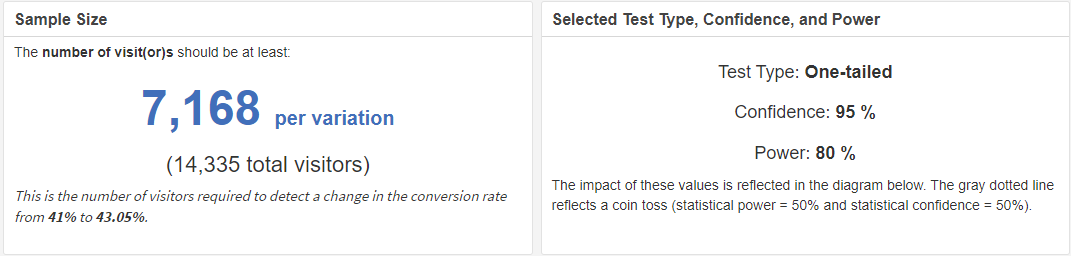 Sample Size
The number of visit(or)s should be at least:
7,168 per variation
(14,335 total visitors)
This is the number of visitors required to detect a change in the conversion rate
from 41% to 43.05%.
Selected Test Type, Confidence, and Power
Test Type: One-tailed
Confidence: 95 %
Power: 80 %
The impact of these values is reflected in the diagram below. The gray dotted line
reflects a coin toss (statistical power = 50% and statistical confidence = 50%).